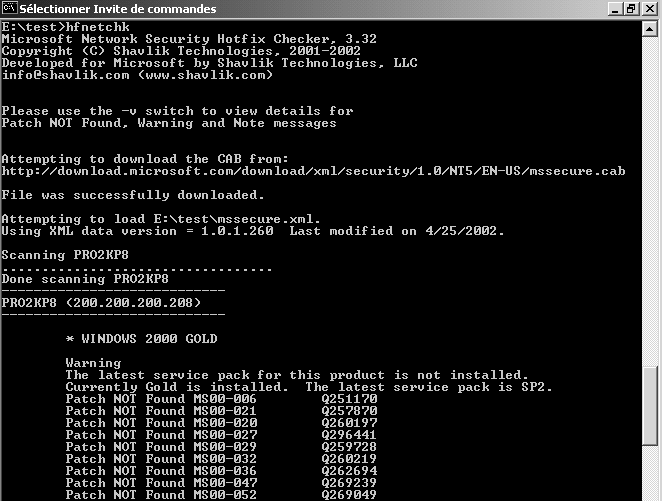 Sélectionner Invite de commandes
E:\test>hfnetchk
Microsoft Network Security Hotfix Checker, 3.32
Copyright (C) Shavlik Technologies, 2001-2002
Developed for Microsoft by Shavlik Technologies, LLC
info@shavlik.com (www.shavlik.com)
Please use the -v switch to view details for
Patch NOT Found, Warning and Note messages
Attempting to download the CAB from:
http://download.microsoft.com/download/xml/security/1.0/NT5/EN-US/mssecure.cab
File was successfully downloaded.
Attempting to load E:\test\mssecure.xml.
Using XML data version = 1.0.1.260  Last modified on 4/25/2002.
Scanning PRO2KP8
..................................
Done scanning PRO2KP8
----------------------------
PRO2KP8 (200.200.200.208)
----------------------------
* WINDOWS 2000 GOLD
Warning
The latest service pack for this product is not installed.
Currently Gold is installed.  The latest service pack is SP2.
Patch NOT Found MS00-006        Q251170
Patch NOT Found MS00-021        Q257870
Patch NOT Found MS00-020        Q260197
Patch NOT Found MS00-027        Q296441
Patch NOT Found MS00-029        Q259728
Patch NOT Found MS00-032        Q260219
Patch NOT Found MS00-036        Q262694
Patch NOT Found MS00-047        Q269239
Patch NOT Found MS00-052        Q269049